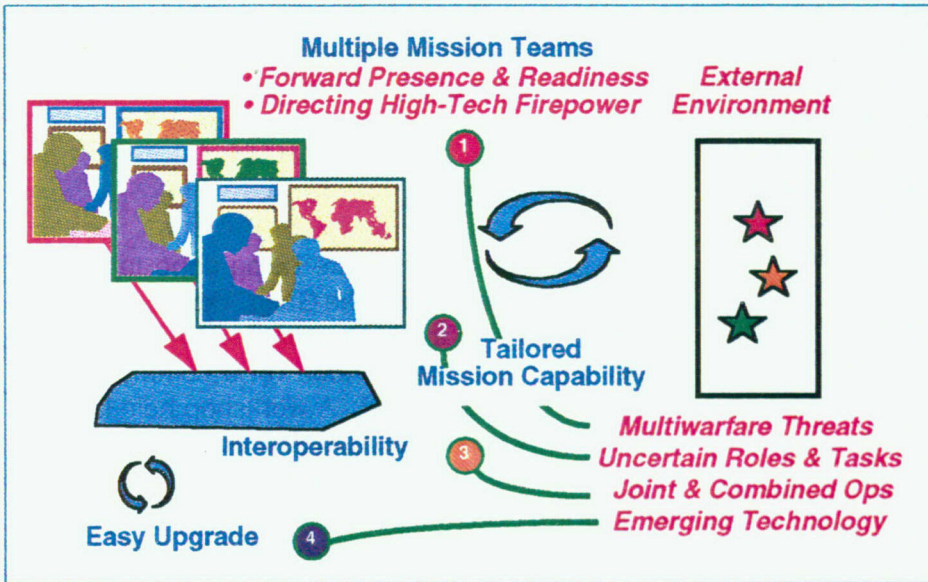 Multiple Mission Teams
• Forward Presence & Readiness
• Directing High-Tech Firepower
External
Environment
1
2
Tailored
Mission Capability
Interoperability
Multiwarfare Threats
Uncertain Roles & Tasks
3
Joint & Combined Ops
Emerging Technology
Easy Upgrade
4